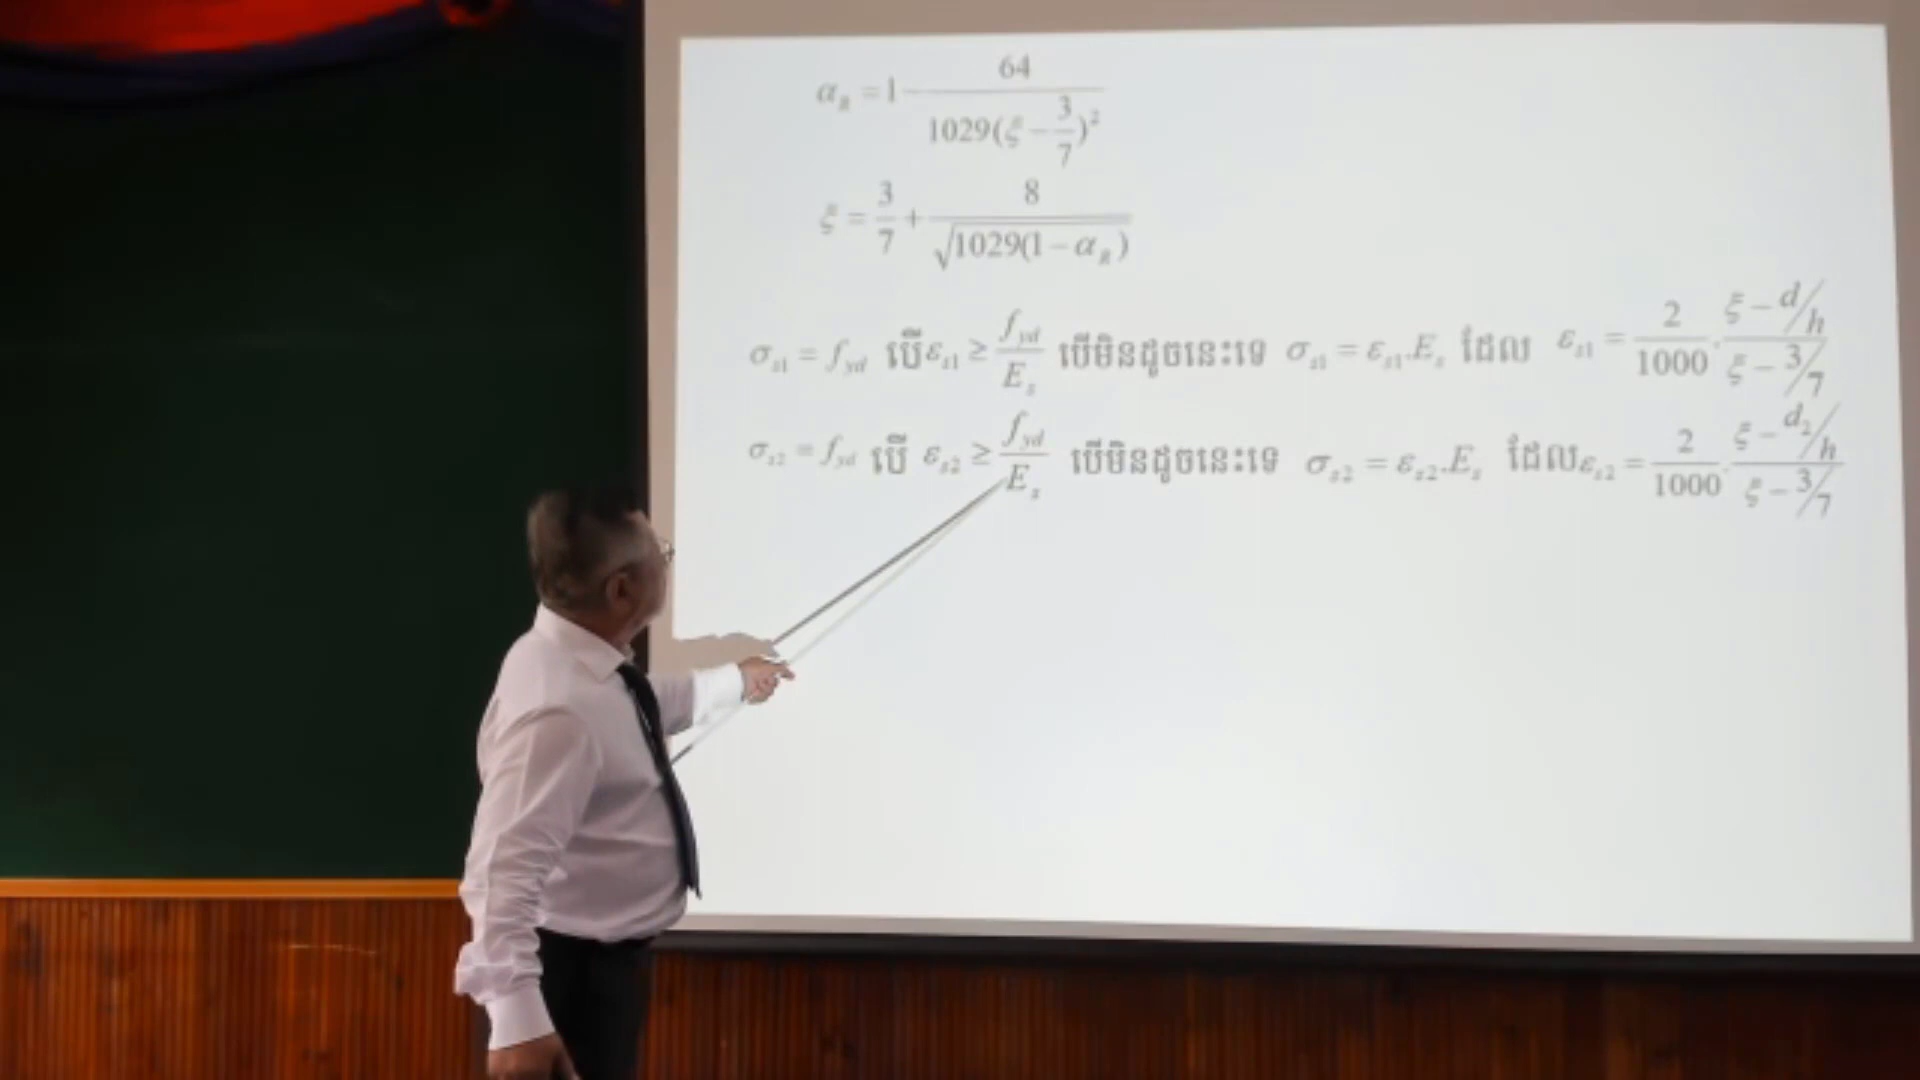 α_R = 1 - 64 / 1029(ξ - 3/7)²
ξ = 3/7 + 8 / √1029(1 - α_R)
σ_s1 = f_yd បើ ε_s1 ≥ f_yd / E_s បើមិនដូចនេះទេ σ_s1 = ε_s1.E_s ដែល ε_s1 = 2/1000 . (ξ - d/h) / (ξ - 3/7)
σ_s2 = f_yd បើ ε_s2 ≥ f_yd / E_s បើមិនដូចនេះទេ σ_s2 = ε_s2.E_s ដែល ε_s2 = 2/1000 . (ξ - d_2/h) / (ξ - 3/7)